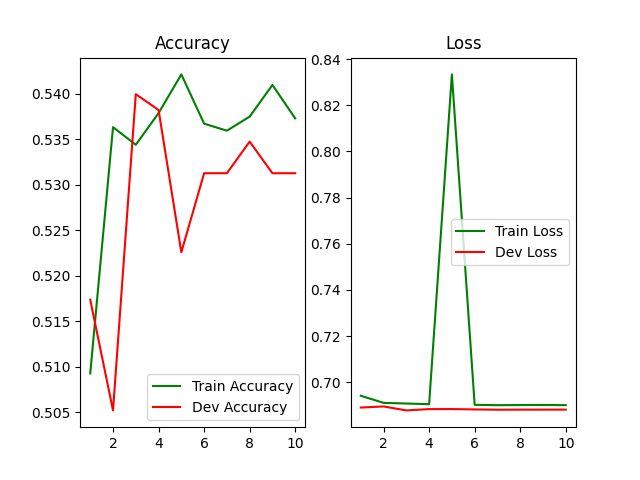 Accuracy
0.540
0.535
0.530
0.525
0.520
0.515
0.510
0.505
2 4 6 8 10
Train Accuracy
Dev Accuracy
Loss
0.84
0.82
0.80
0.78
0.76
0.74
0.72
0.70
2 4 6 8 10
Train Loss
Dev Loss